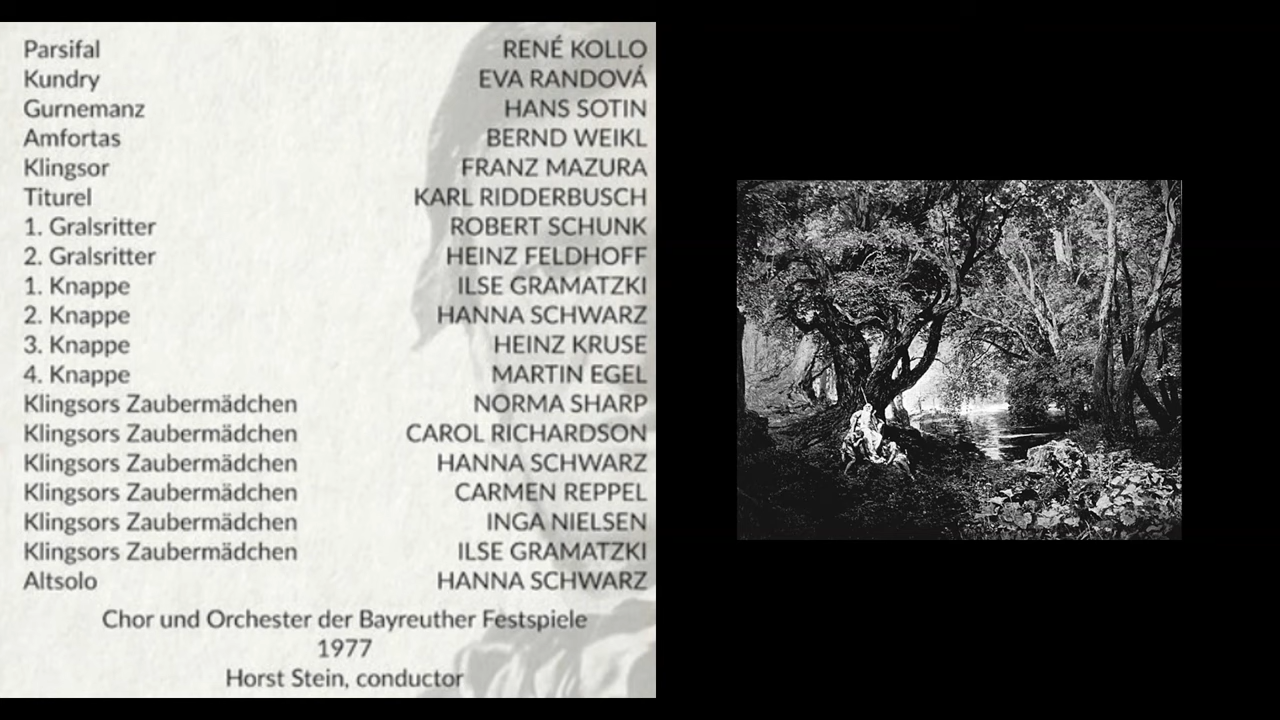 Parsifal RENÉ KOLLO
Kundry EVA RANDOVÁ
Gurnemanz HANS SOTIN
Amfortas BERND WEIKL
Klingsor FRANZ MAZURA
Titurel KARL RIDDERBUSCH
1. Gralsritter ROBERT SCHUNK
2. Gralsritter HEINZ FELDHOFF
1. Knappe ILSE GRAMATZKI
2. Knappe HANNA SCHWARZ
3. Knappe HEINZ KRUSE
4. Knappe MARTIN EGEL
Klingsors Zaubermädchen NORMA SHARP
Klingsors Zaubermädchen CAROL RICHARDSON
Klingsors Zaubermädchen HANNA SCHWARZ
Klingsors Zaubermädchen CARMEN REPPEL
Klingsors Zaubermädchen INGA NIELSEN
Klingsors Zaubermädchen ILSE GRAMATZKI
Altsolo HANNA SCHWARZ
Chor und Orchester der Bayreuther Festspiele
1977
Horst Stein, conductor